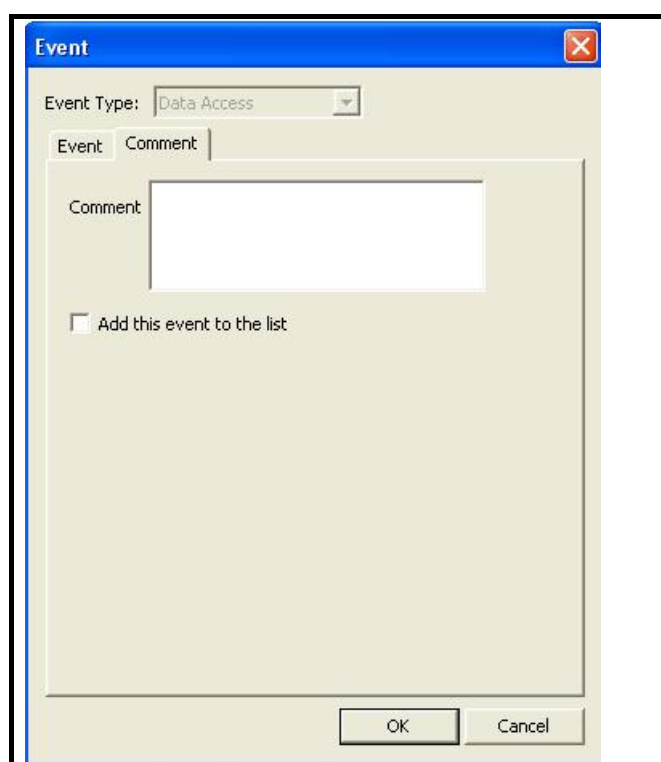 Event
Event Type: Data Access
Event Comment
Comment
Add this event to the list
OK Cancel